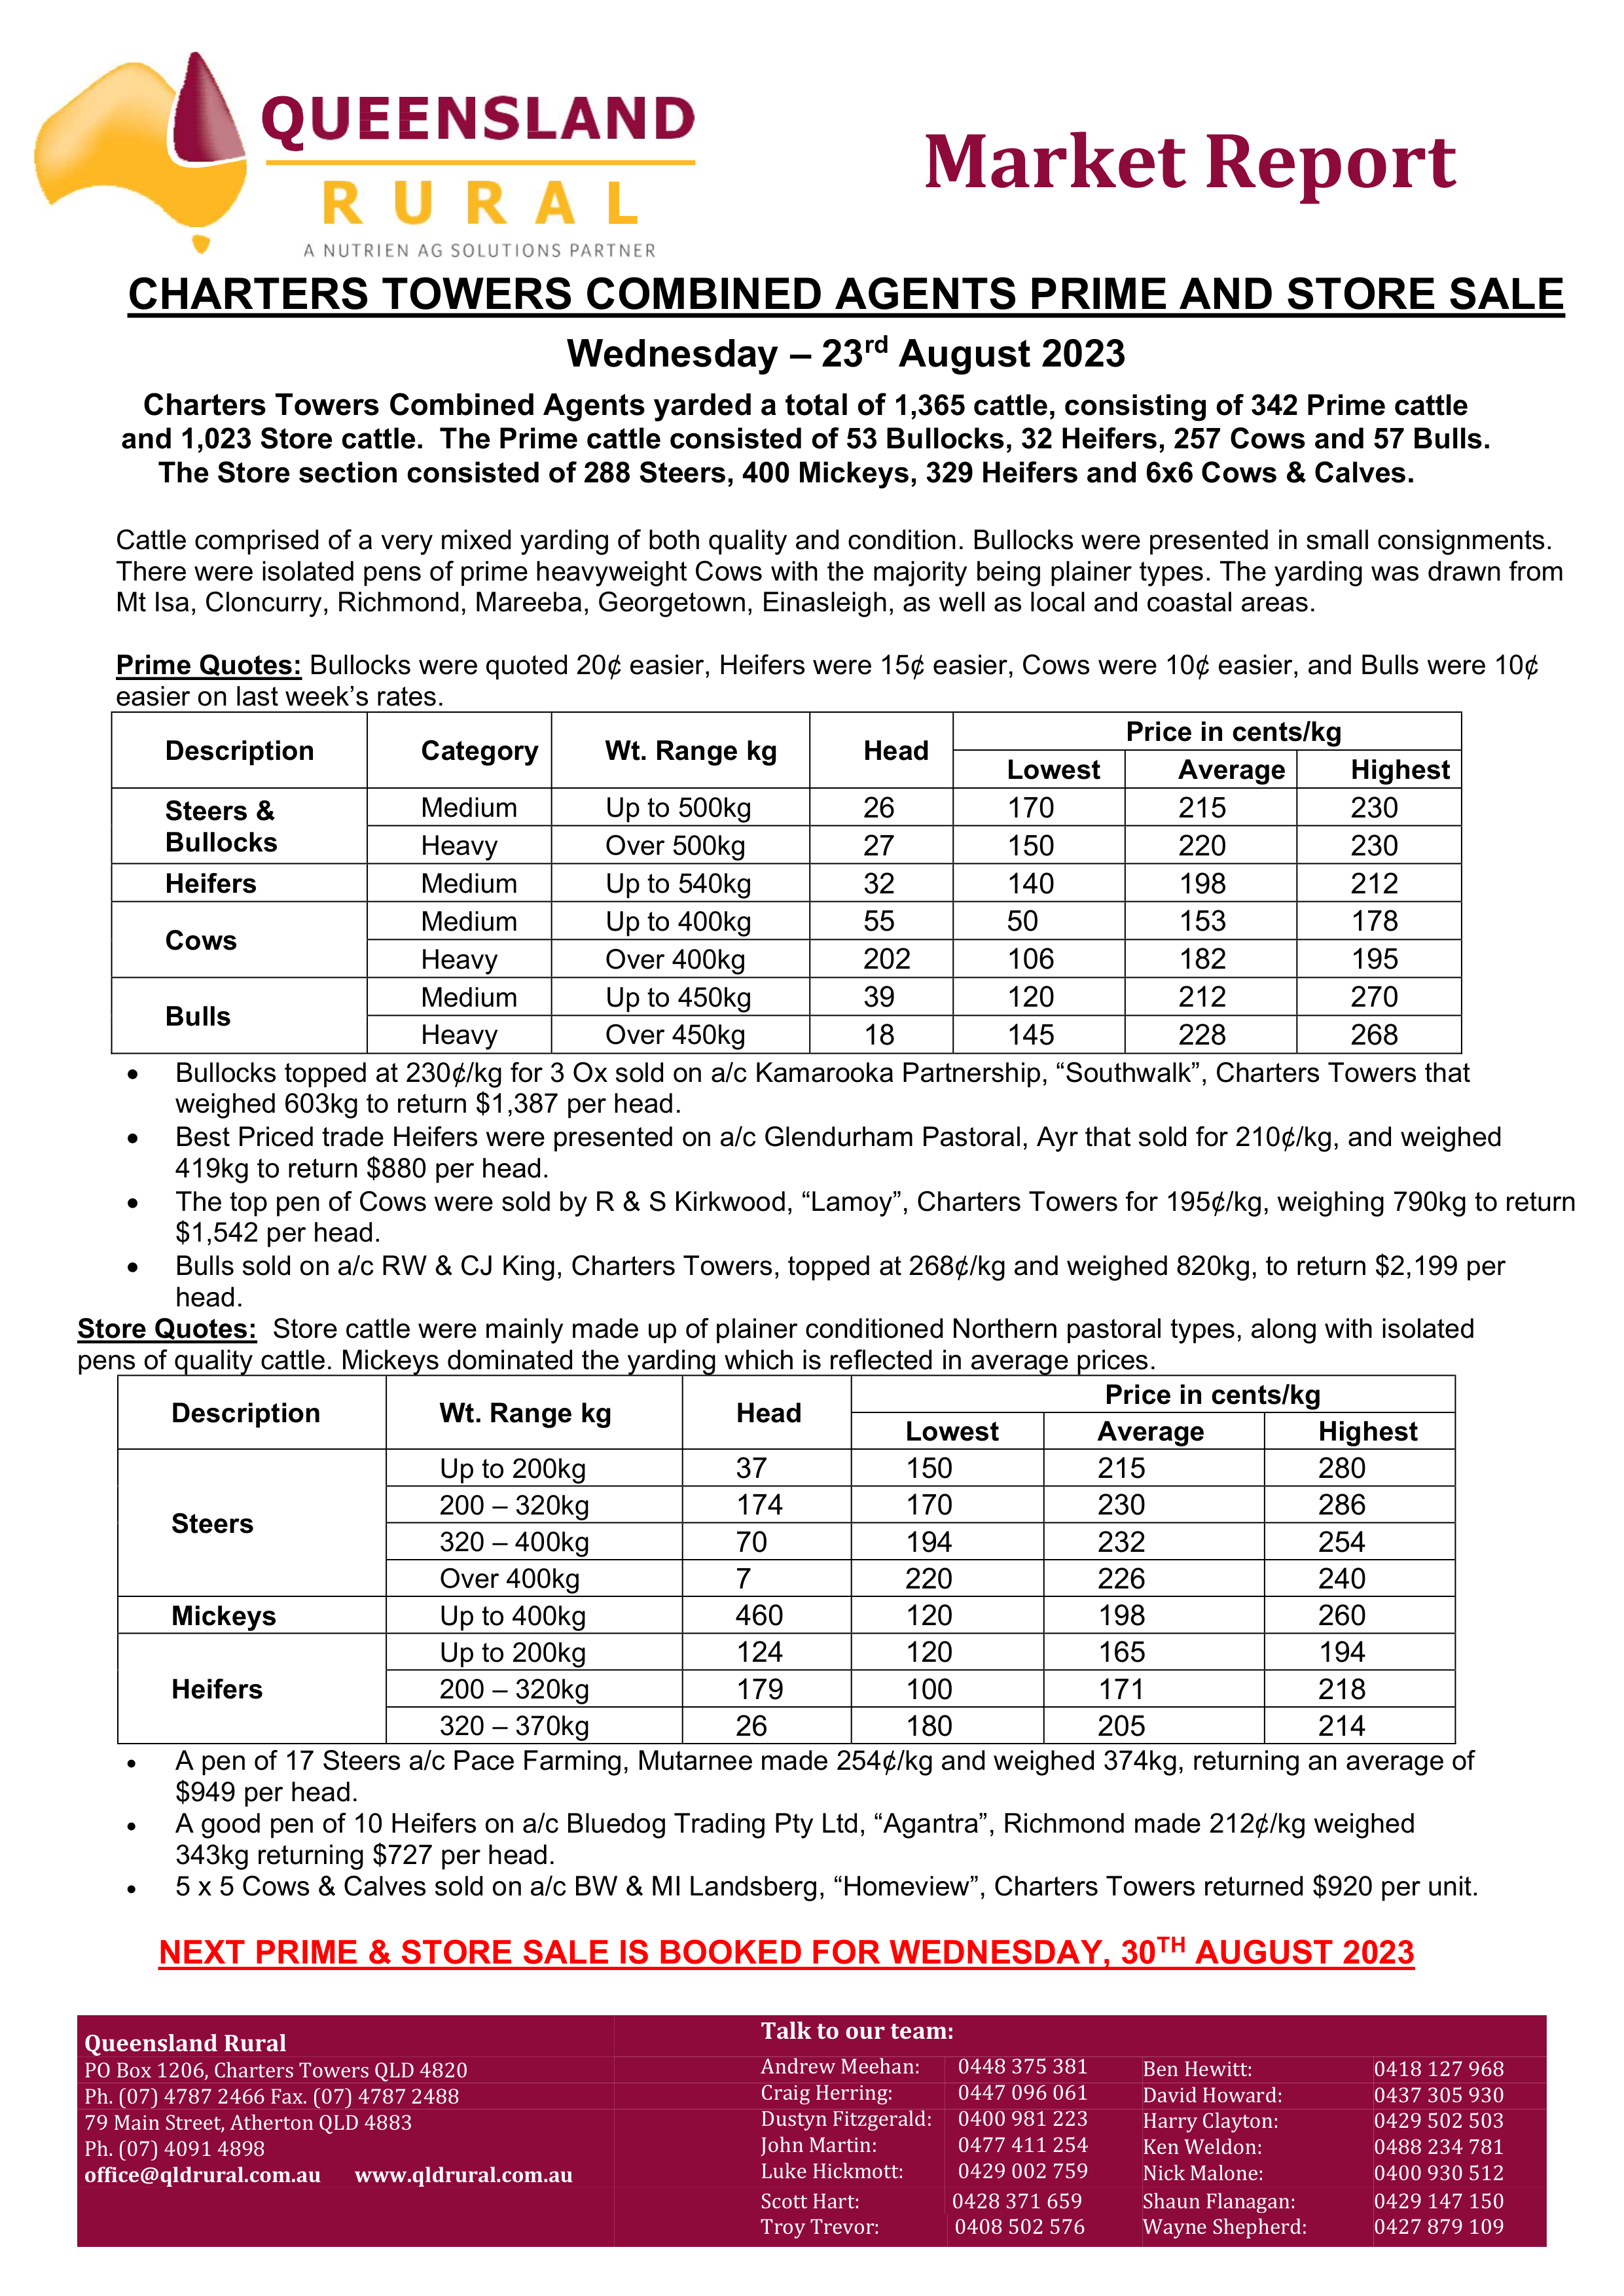 QUEENSLAND
RURAL
A NUTRIEN AG SOLUTIONS PARTNER
Market Report
CHARTERS TOWERS COMBINED AGENTS PRIME AND STORE SALE
Wednesday – 23rd August 2023
Charters Towers Combined Agents yarded a total of 1,365 cattle, consisting of 342 Prime cattle
and 1,023 Store cattle.  The Prime cattle consisted of 53 Bullocks, 32 Heifers, 257 Cows and 57 Bulls.
The Store section consisted of 288 Steers, 400 Mickeys, 329 Heifers and 6x6 Cows & Calves.
Cattle comprised of a very mixed yarding of both quality and condition. Bullocks were presented in small consignments.
There were isolated pens of prime heavyweight Cows with the majority being plainer types. The yarding was drawn from
Mt Isa, Cloncurry, Richmond, Mareeba, Georgetown, Einasleigh, as well as local and coastal areas.
Prime Quotes: Bullocks were quoted 20¢ easier, Heifers were 15¢ easier, Cows were 10¢ easier, and Bulls were 10¢
easier on last week’s rates.
Description Category Wt. Range kg Head Price in cents/kg
Lowest Average Highest
Steers & Bullocks Medium Up to 500kg 26 170 215 230
Heavy Over 500kg 27 150 220 230
Heifers Medium Up to 540kg 32 140 198 212
Cows Medium Up to 400kg 55 50 153 178
Heavy Over 400kg 202 106 182 195
Bulls Medium Up to 450kg 39 120 212 270
Heavy Over 450kg 18 145 228 268
• Bullocks topped at 230¢/kg for 3 Ox sold on a/c Kamarooka Partnership, “Southwalk”, Charters Towers that
weighed 603kg to return $1,387 per head.
• Best Priced trade Heifers were presented on a/c Glendurham Pastoral, Ayr that sold for 210¢/kg, and weighed
419kg to return $880 per head.
• The top pen of Cows were sold by R & S Kirkwood, “Lamoy”, Charters Towers for 195¢/kg, weighing 790kg to return
$1,542 per head.
• Bulls sold on a/c RW & CJ King, Charters Towers, topped at 268¢/kg and weighed 820kg, to return $2,199 per
head.
Store Quotes:  Store cattle were mainly made up of plainer conditioned Northern pastoral types, along with isolated
pens of quality cattle. Mickeys dominated the yarding which is reflected in average prices.
Description Wt. Range kg Head Price in cents/kg
Lowest Average Highest
Steers Up to 200kg 37 150 215 280
200 – 320kg 174 170 230 286
320 – 400kg 70 194 232 254
Over 400kg 7 220 226 240
Mickeys Up to 400kg 460 120 198 260
Heifers Up to 200kg 124 120 165 194
200 – 320kg 179 100 171 218
320 – 370kg 26 180 205 214
• A pen of 17 Steers a/c Pace Farming, Mutarnee made 254¢/kg and weighed 374kg, returning an average of
$949 per head.
• A good pen of 10 Heifers on a/c Bluedog Trading Pty Ltd, “Agantra”, Richmond made 212¢/kg weighed
343kg returning $727 per head.
• 5 x 5 Cows & Calves sold on a/c BW & MI Landsberg, “Homeview”, Charters Towers returned $920 per unit.
NEXT PRIME & STORE SALE IS BOOKED FOR WEDNESDAY, 30TH AUGUST 2023
Queensland Rural
PO Box 1206, Charters Towers QLD 4820
Ph. (07) 4787 2466 Fax. (07) 4787 2488
79 Main Street, Atherton QLD 4883
Ph. (07) 4091 4898
office@qldrural.com.au www.qldrural.com.au
Talk to our team:
Andrew Meehan: 0448 375 381 Ben Hewitt: 0418 127 968
Craig Herring: 0447 096 061 David Howard: 0437 305 930
Dustyn Fitzgerald: 0400 981 223 Harry Clayton: 0429 502 503
John Martin: 0477 411 254 Ken Weldon: 0488 234 781
Luke Hickmott: 0429 002 759 Nick Malone: 0400 930 512
Scott Hart: 0428 371 659 Shaun Flanagan: 0429 147 150
Troy Trevor: 0408 502 576 Wayne Shepherd: 0427 879 109